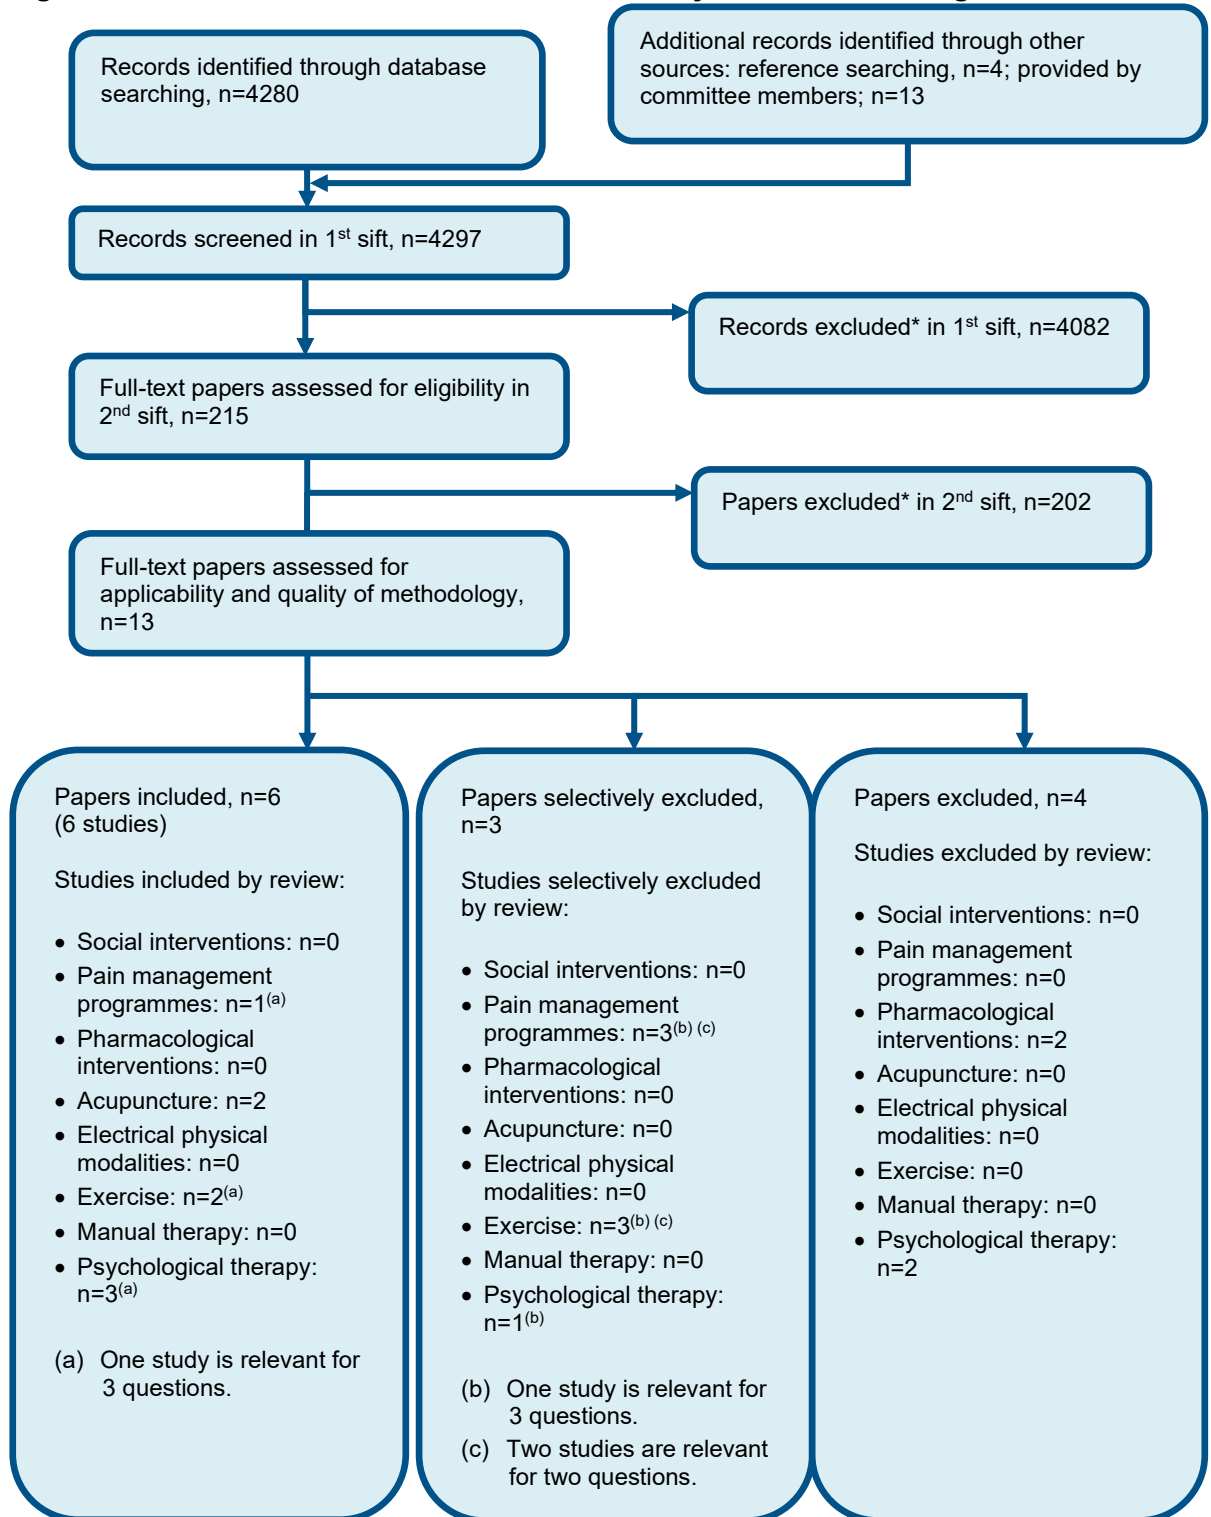 Records identified through database
searching, n=4280
Additional records identified through other
sources: reference searching, n=4; provided by
committee members; n=13
Records screened in 1st sift, n=4297
Records excluded* in 1st sift, n=4082
Full-text papers assessed for eligibility in
2nd sift, n=215
Papers excluded* in 2nd sift, n=202
Full-text papers assessed for
applicability and quality of methodology,
n=13
Papers included, n=6
(6 studies)
Studies included by review:
• Social interventions: n=0
• Pain management
programmes: n=1(a)
• Pharmacological
interventions: n=0
• Acupuncture: n=2
• Electrical physical
modalities: n=0
• Exercise: n=2(a)
• Manual therapy: n=0
• Psychological therapy:
n=3(a)
(a) One study is relevant for
3 questions.
Papers selectively excluded,
n=3
Studies selectively excluded
by review:
• Social interventions: n=0
• Pain management
programmes: n=3(b) (c)
• Pharmacological
interventions: n=0
• Acupuncture: n=0
• Electrical physical
modalities: n=0
• Exercise: n=3(b) (c)
• Manual therapy: n=0
• Psychological therapy:
n=1(b)
(b) One study is relevant for
3 questions.
(c) Two studies are relevant
for two questions.
Papers excluded, n=4
Studies excluded by review:
• Social interventions: n=0
• Pain management
programmes: n=0
• Pharmacological
interventions: n=2
• Acupuncture: n=0
• Electrical physical
modalities: n=0
• Exercise: n=0
• Manual therapy: n=0
• Psychological therapy:
n=2